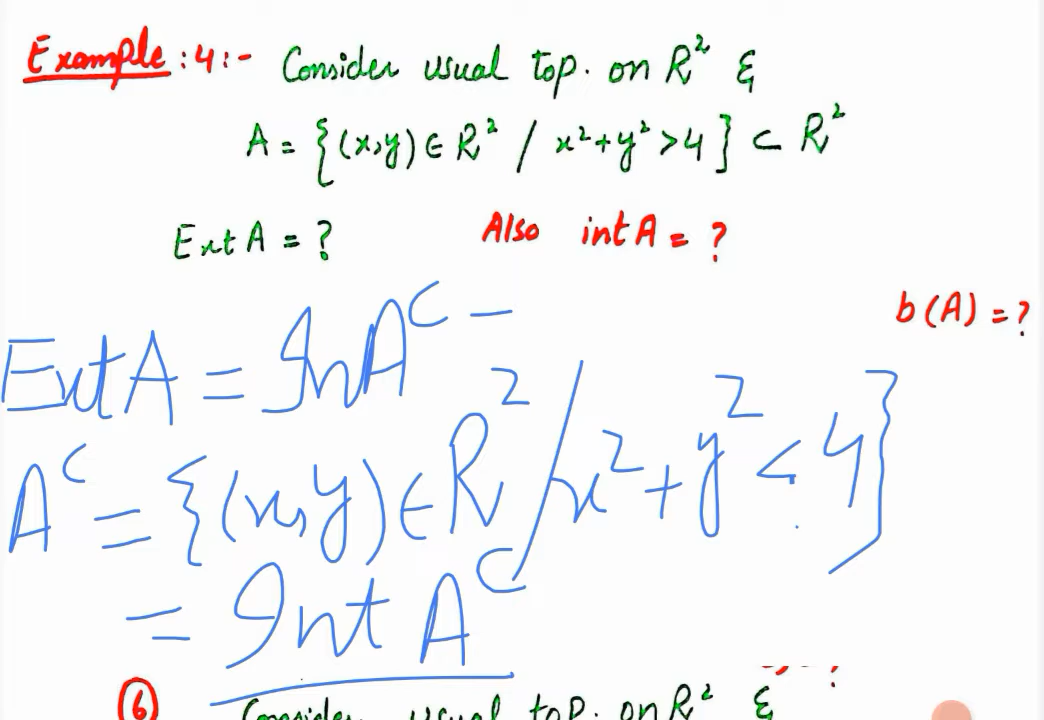 Example:4:- Consider usual top. on R² &
A = {(x,y) ∈ R² / x²+y² >4} ⊂ R²
Ext A = ? Also int A = ?
b(A) = ?
Ext A = In A^C -
A^C = {(x,y) ∈ R² / x² + y² < 4}
= Int A^C
⑥ Consider usual top. on R² &